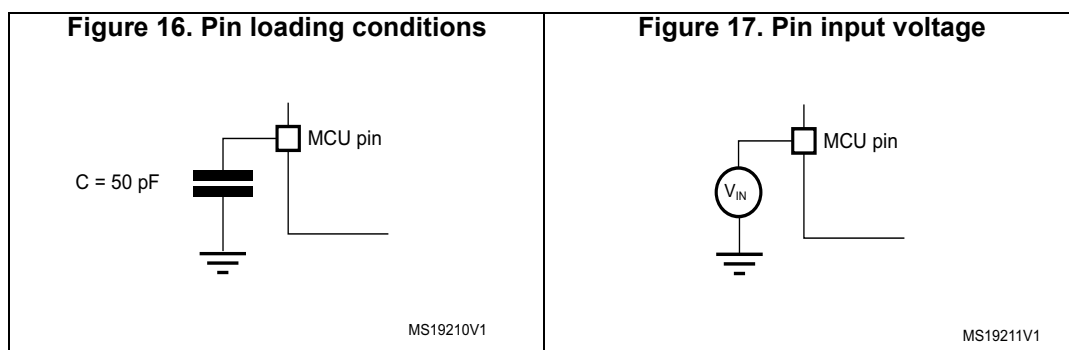 Figure 16. Pin loading conditions
MCU pin
C = 50 pF
MS19210V1
Figure 17. Pin input voltage
MCU pin
VIN
MS19211V1